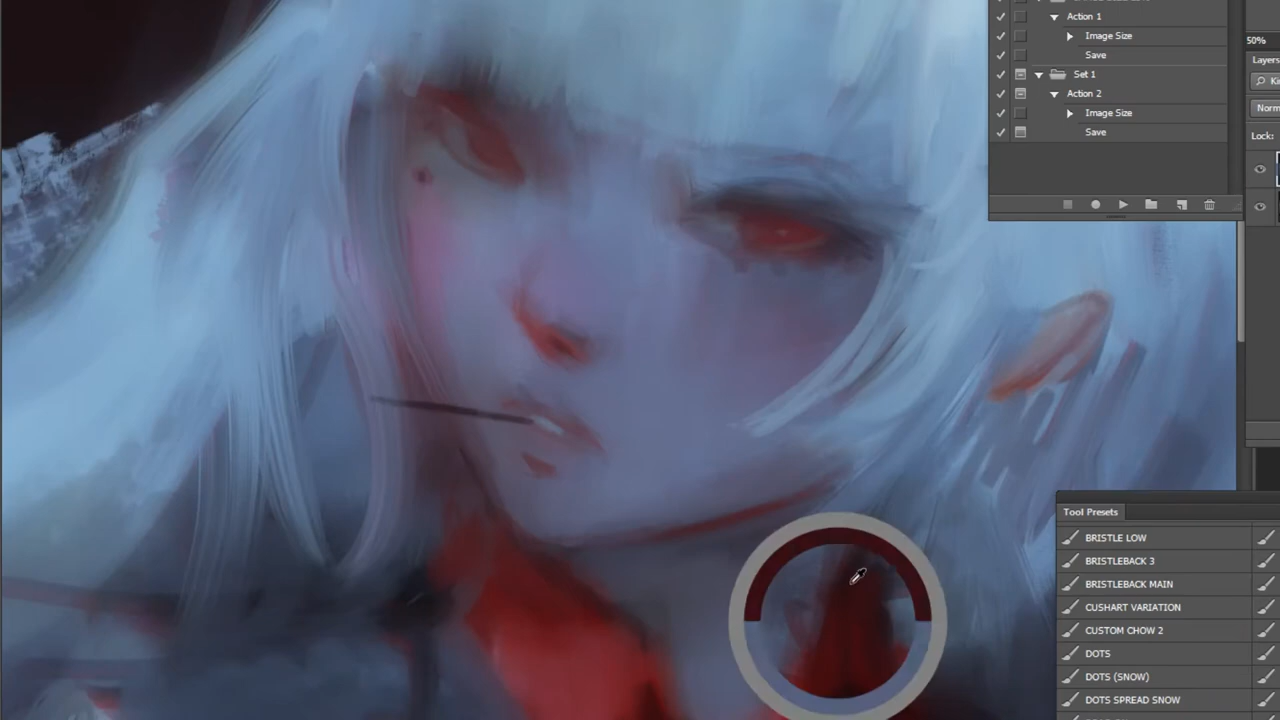 Action 1
Image Size
Save
Set 1
Action 2
Image Size
Save
50%
Layers
Norm
Lock:
Tool Presets
BRISTLE LOW
BRISTLEBACK 3
BRISTLEBACK MAIN
CUSHART VARIATION
CUSTOM CHOW 2
DOTS
DOTS (SNOW)
DOTS SPREAD SNOW